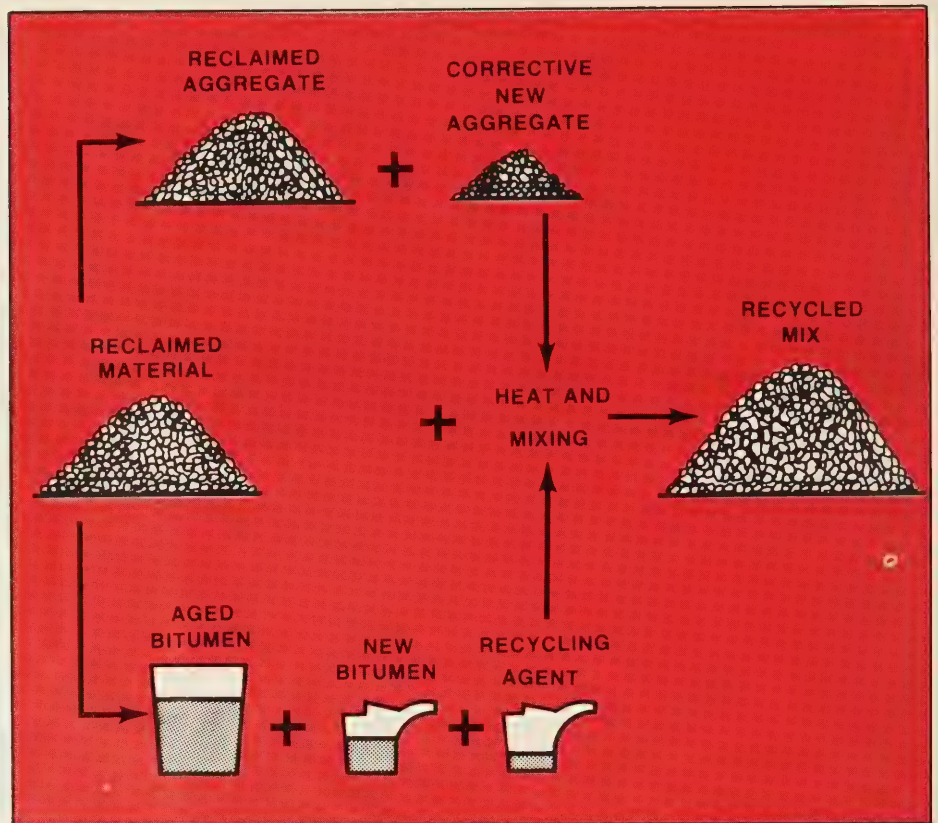 RECLAIMED
AGGREGATE
CORRECTIVE
NEW
AGGREGATE
RECLAIMED
MATERIAL
HEAT AND
MIXING
RECYCLED
MIX
AGED
BITUMEN
NEW
BITUMEN
RECYCLING
AGENT